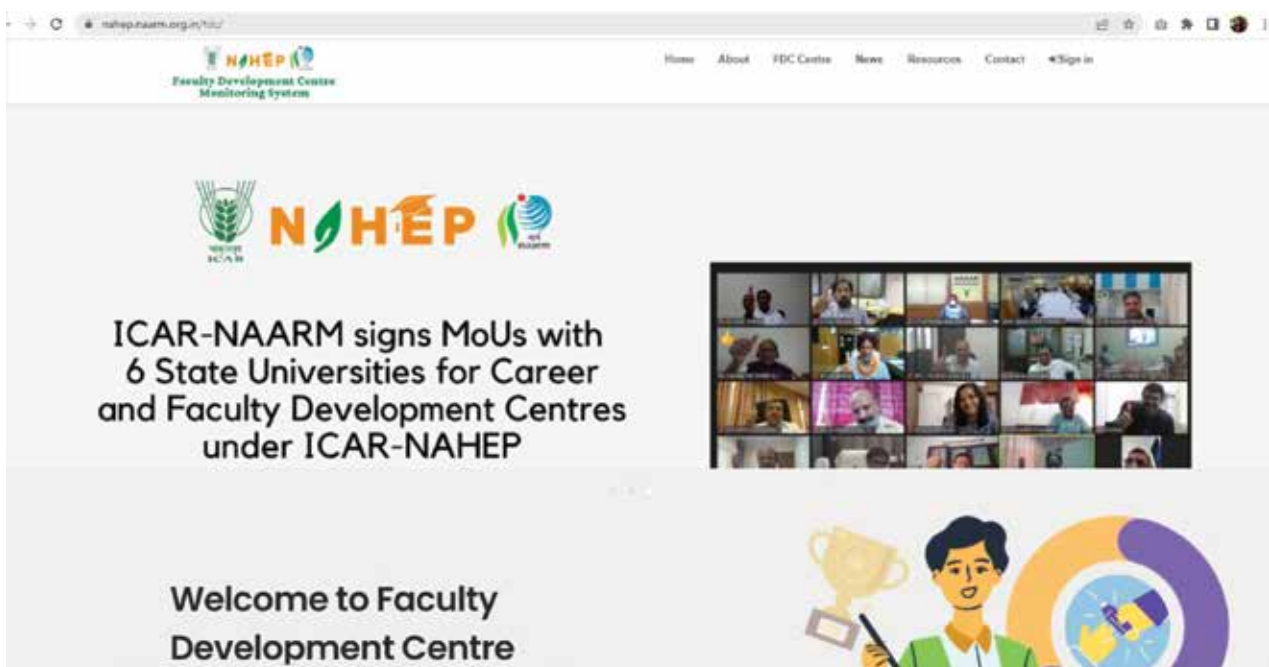 nahep.naarm.org.in/fdc/
NAHEP
Faculty Development Centre
Monitoring System
Home About FDC Centre News Resources Contact Sign in
ICAR
NAHEP
naarm
ICAR-NAARM signs MoUs with
6 State Universities for Career
and Faculty Development Centres
under ICAR-NAHEP
Welcome to Faculty
Development Centre